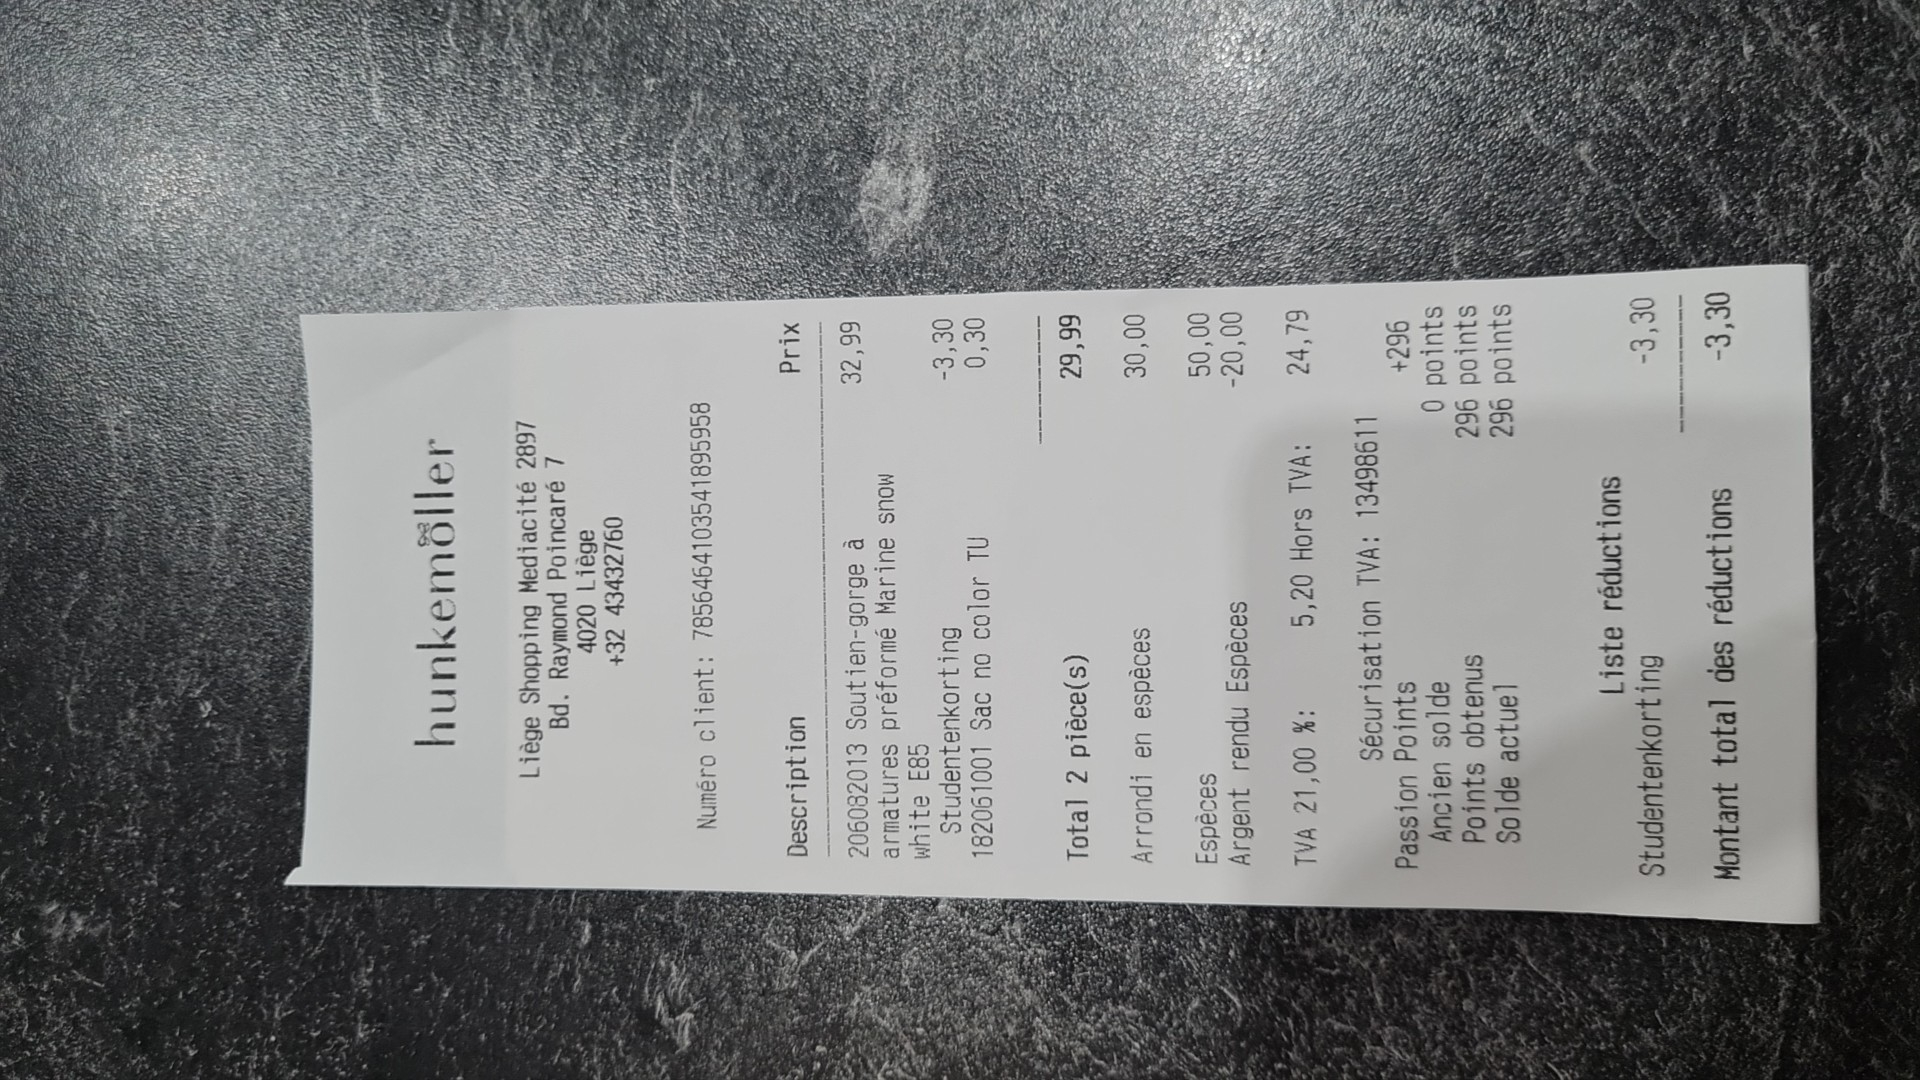 hunkemöller
Liège Shopping Mediacité 2897
Bd. Raymond Poincaré 7
4020 Liège
+32 43432760
Numéro client: 7856464103541895958
Description Prix
206082013 Soutien-gorge à 32,99
armatures préformé Marine snow
white E85
Studentenkorting -3,30
182061001 Sac no color TU 0,30
Total 2 pièce(s) 29,99
Arrondi en espèces 30,00
Espèces 50,00
Argent rendu Espèces -20,00
TVA 21,00 %: 5,20 Hors TVA: 24,79
Sécurisation TVA: 13498611
Passion Points +296
Ancien solde 0 points
Points obtenus 296 points
Solde actuel 296 points
Liste réductions
Studentenkorting -3,30
Montant total des réductions -3,30